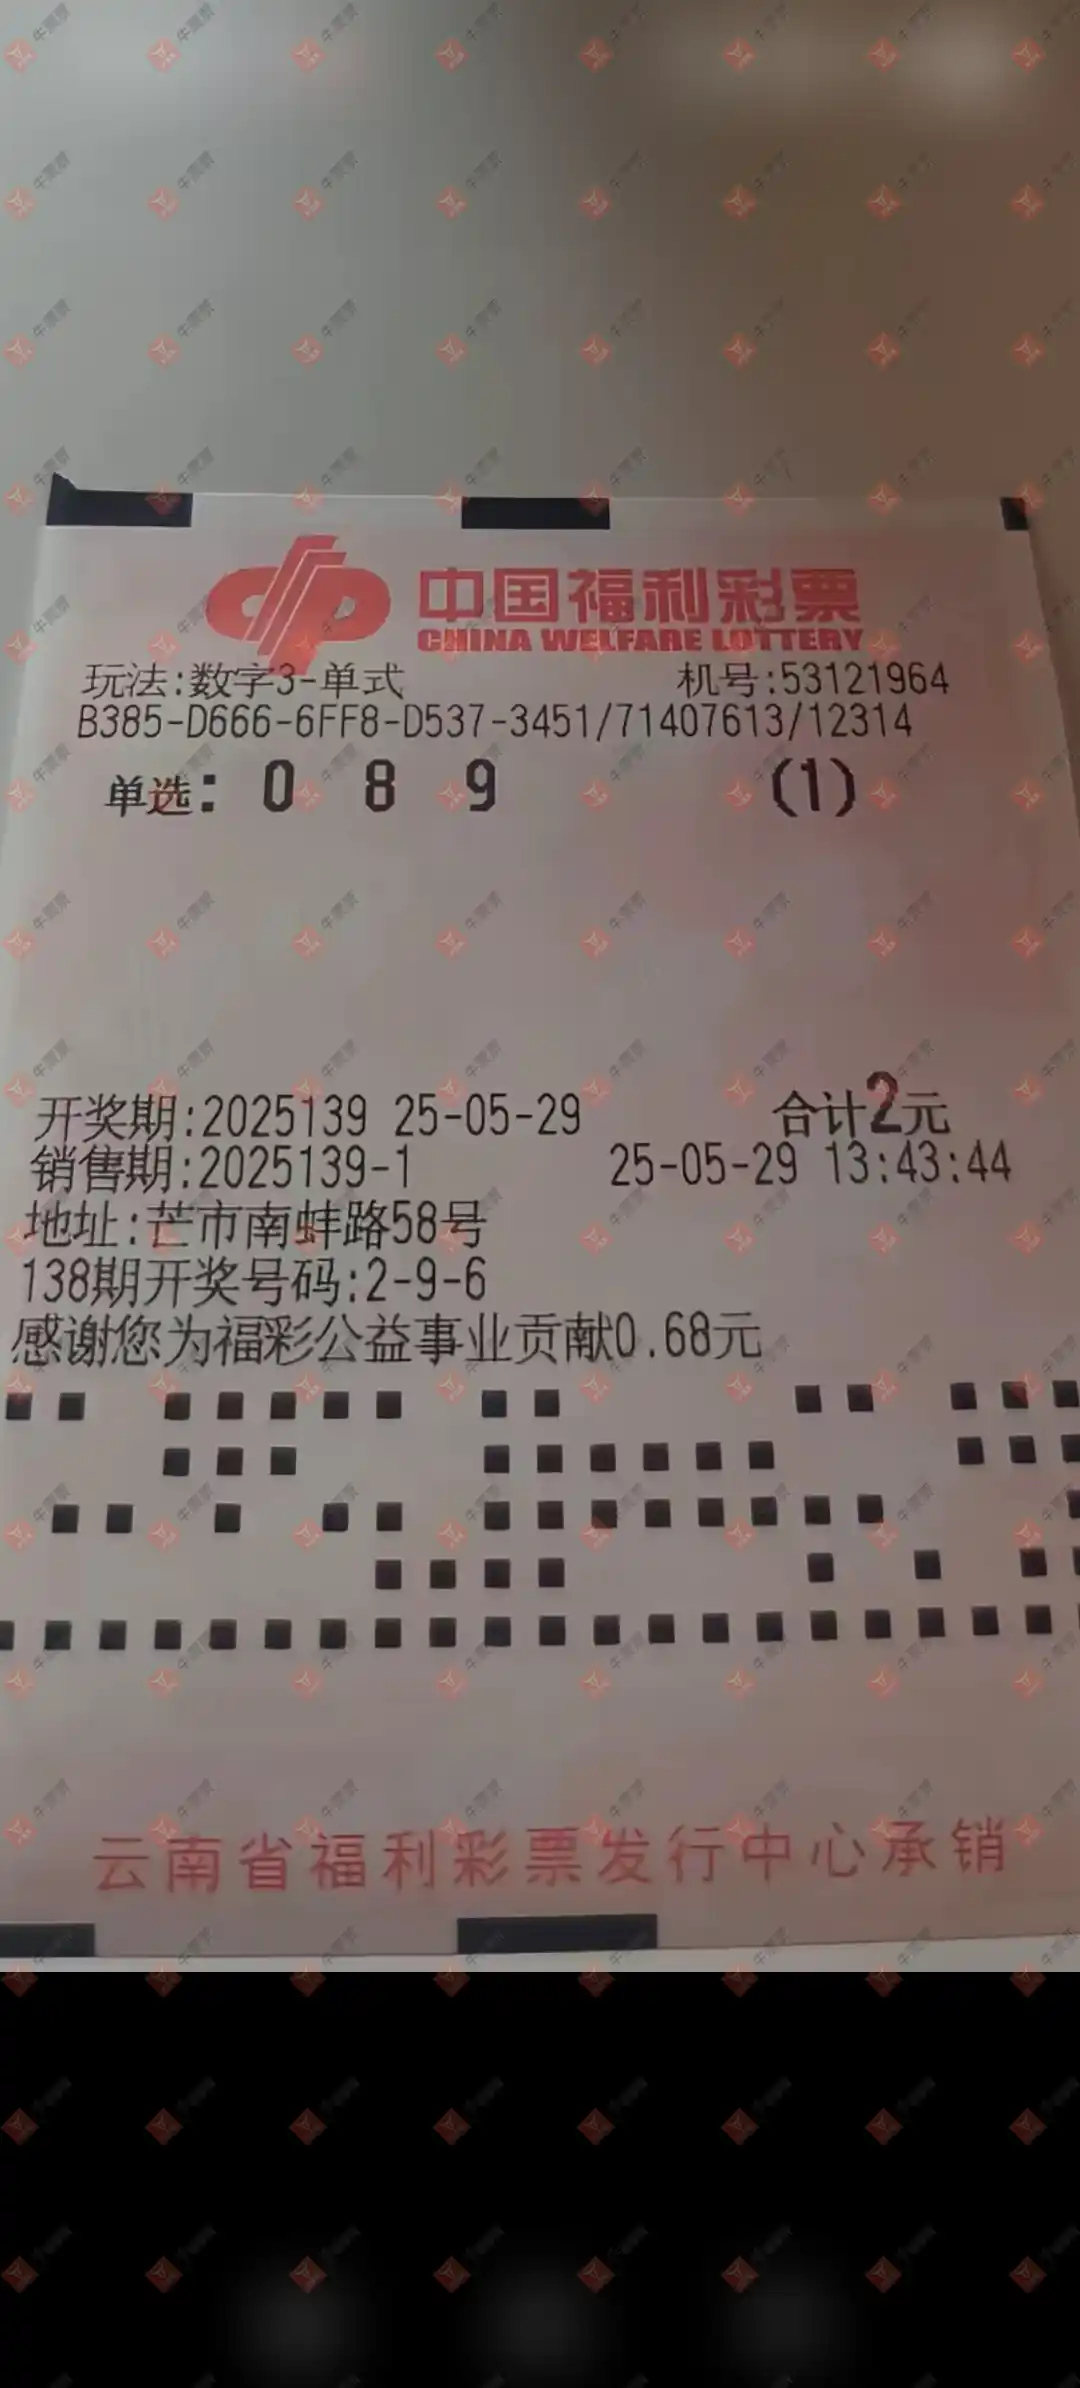 中国福利彩票
CHINA WELFARE LOTTERY
玩法:数字3-单式 机号:53121964
B385-D666-6FF8-D537-3451/71407613/12314
单选: 0 8 9 (1)
开奖期:2025139 25-05-29 合计2元
销售期:2025139-1 25-05-29 13:43:44
地址:芒市南蚌路58号
138期开奖号码:2-9-6
感谢您为福彩公益事业贡献0.68元
云南省福利彩票发行中心承销